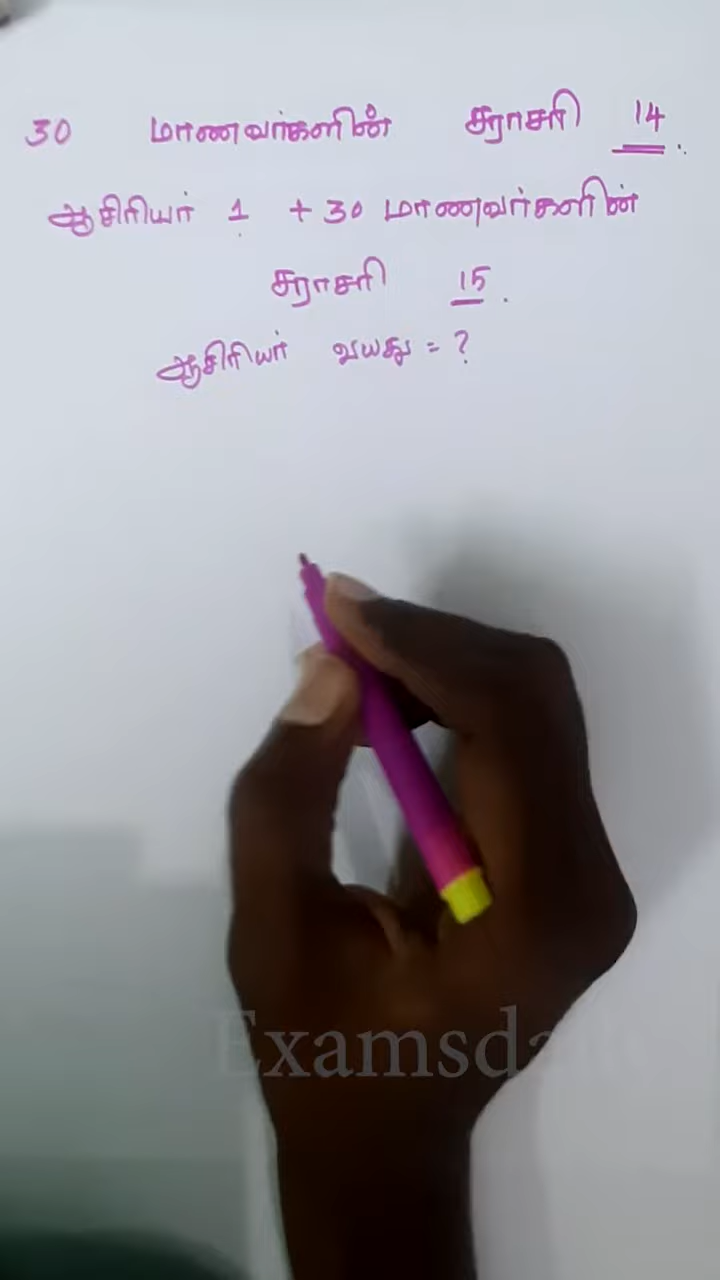 30 மாணவர்களின் சராசரி 14.
ஆசிரியர் 1 + 30 மாணவர்களின்
சராசரி 15.
ஆசிரியர் வயது = ?
Examsda